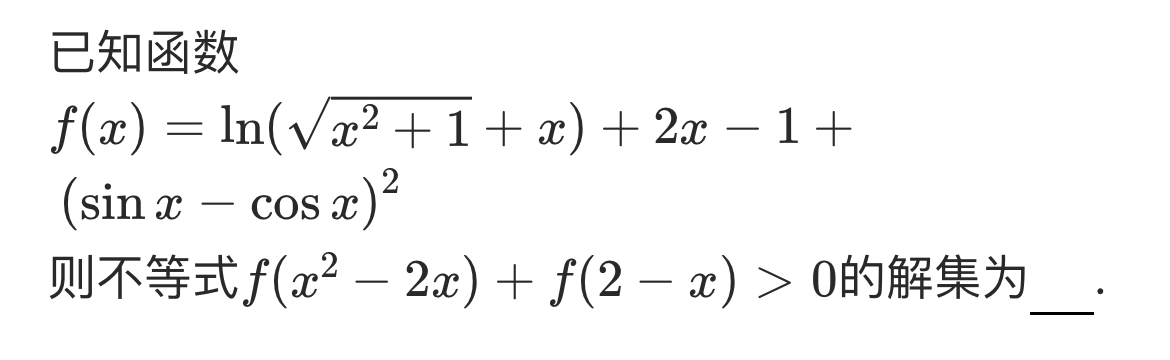 已知函数
f(x) = ln(√(x² + 1) + x) + 2x − 1 +
(sin x − cos x)²
则不等式f(x² − 2x) + f(2 − x) > 0的解集为___.